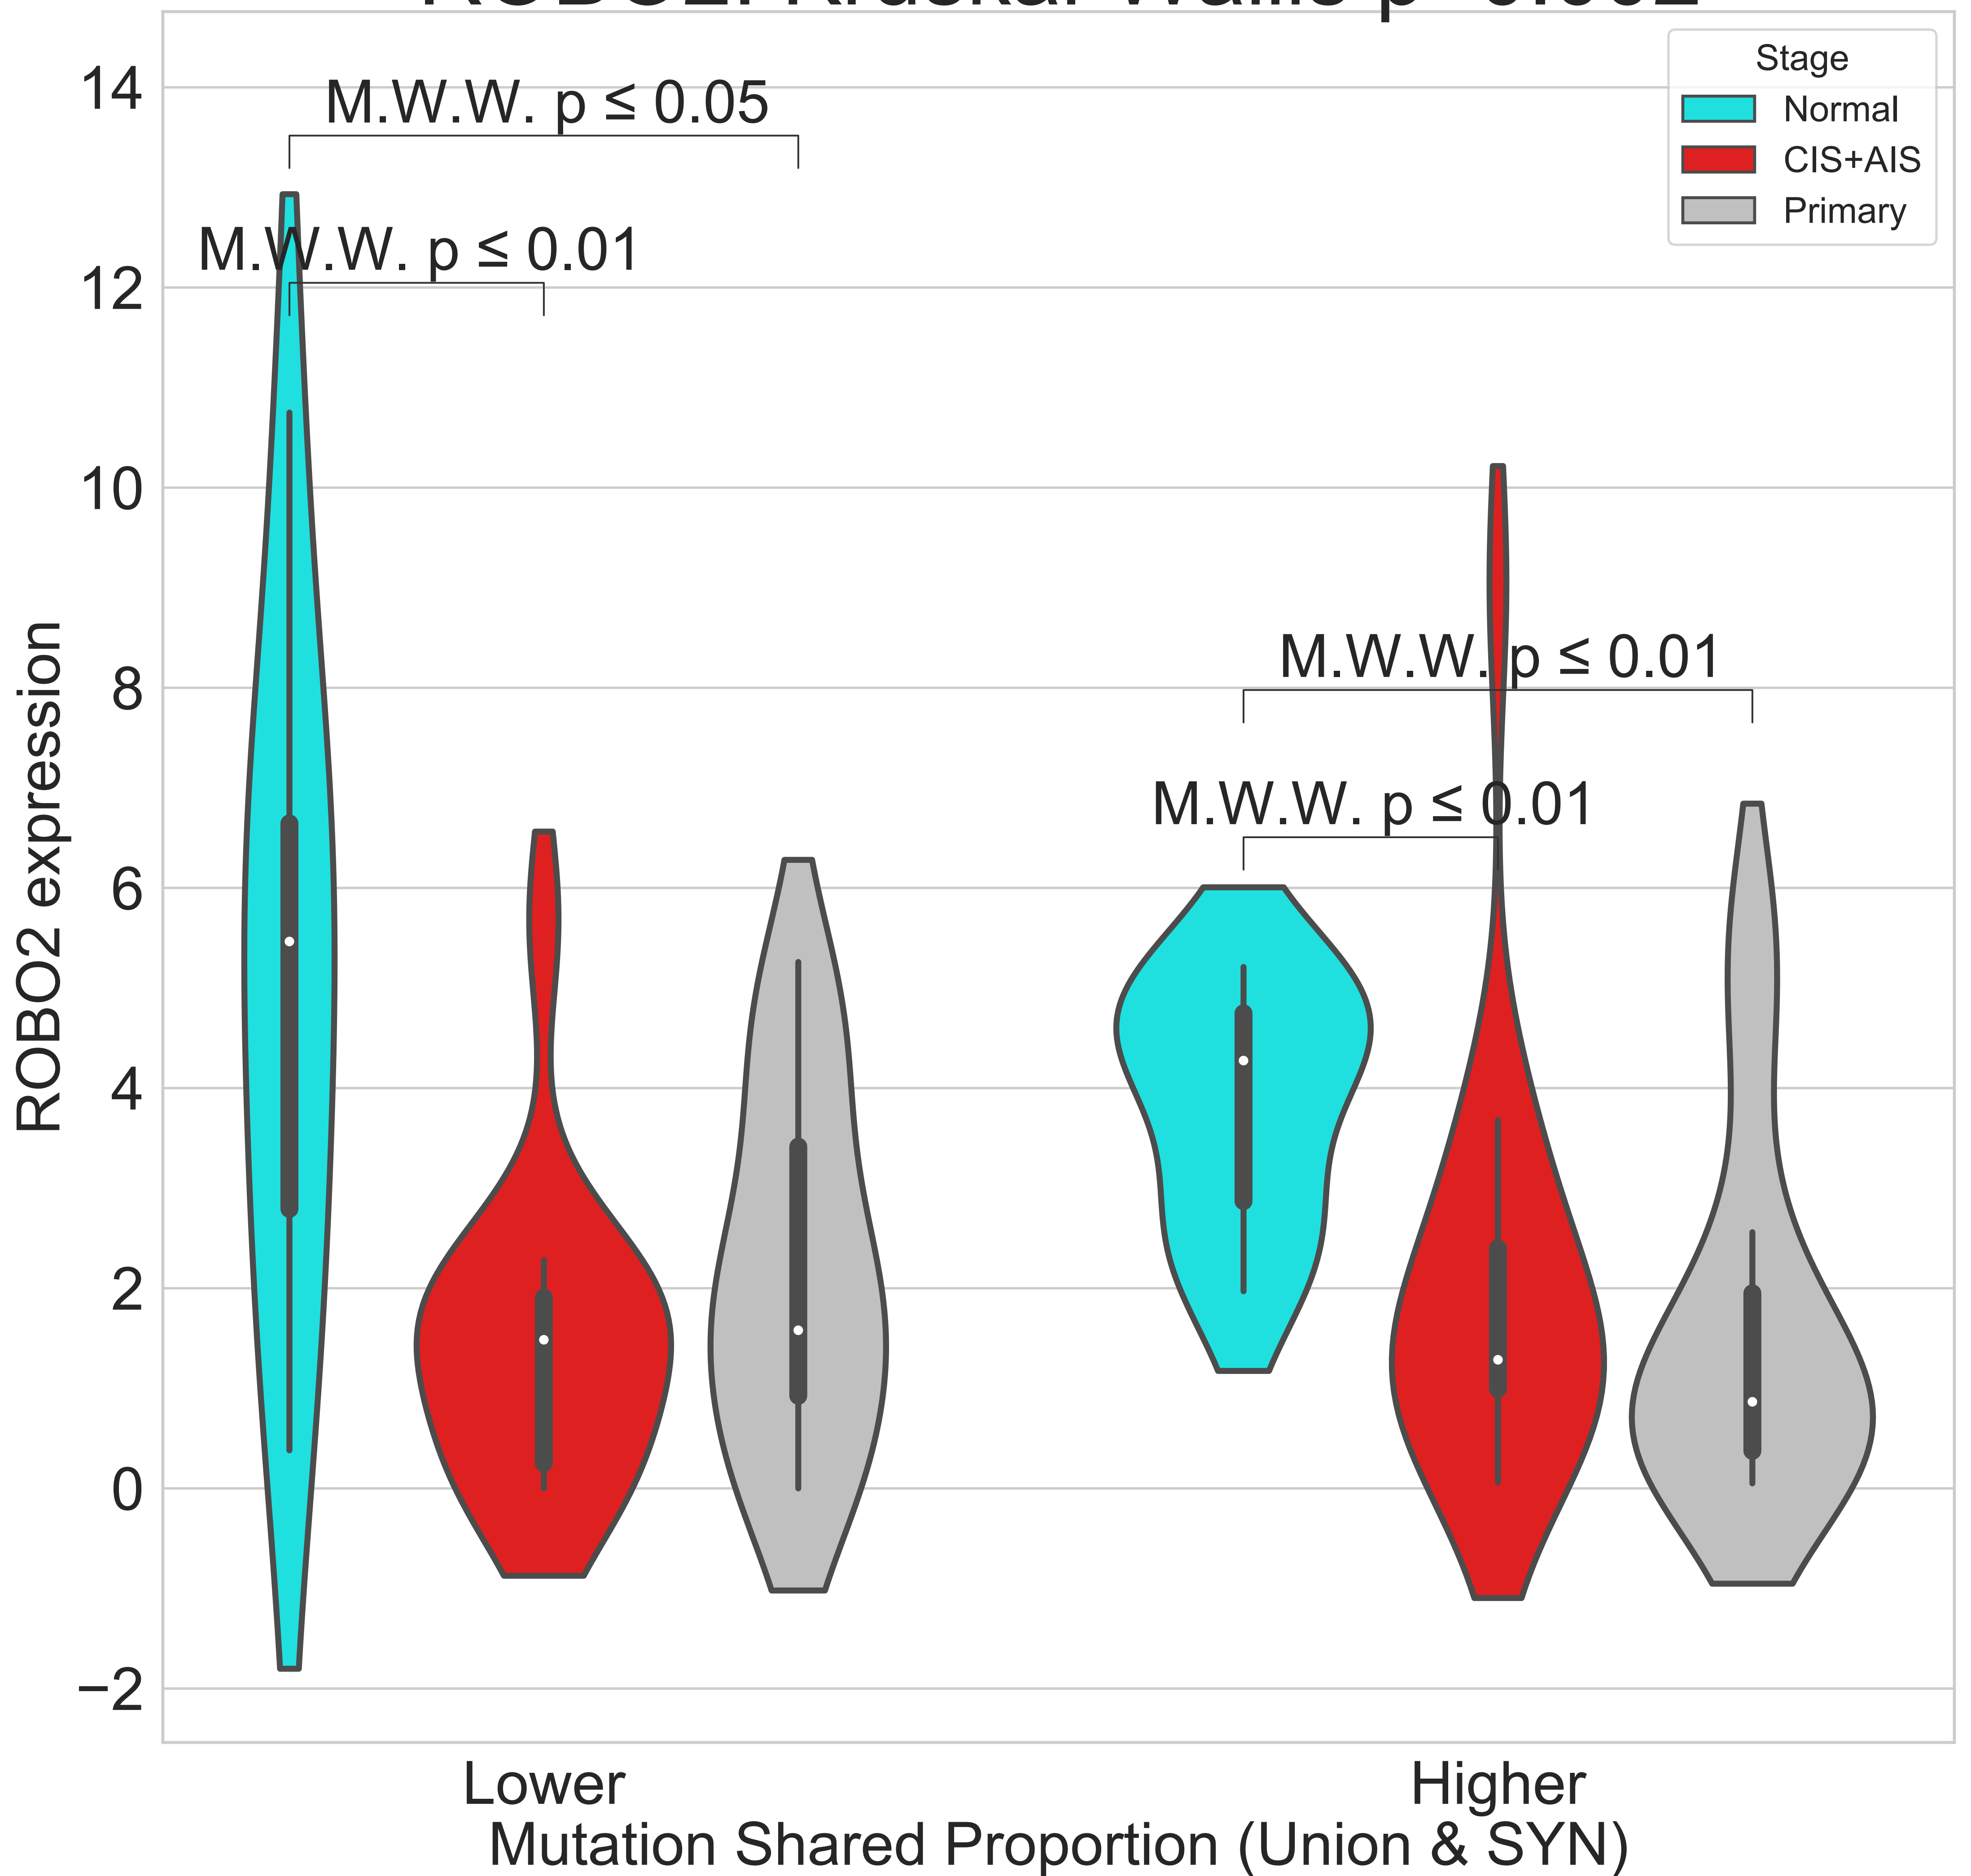 14
M.W.W. p ≤ 0.05
12
M.W.W. p ≤ 0.01
10
8
M.W.W. p ≤ 0.01
M.W.W. p ≤ 0.01
6
4
2
0
−2
ROBO2 expression
Stage
Normal
CIS+AIS
Primary
Lower
Higher
Mutation Shared Proportion (Union & SYN)